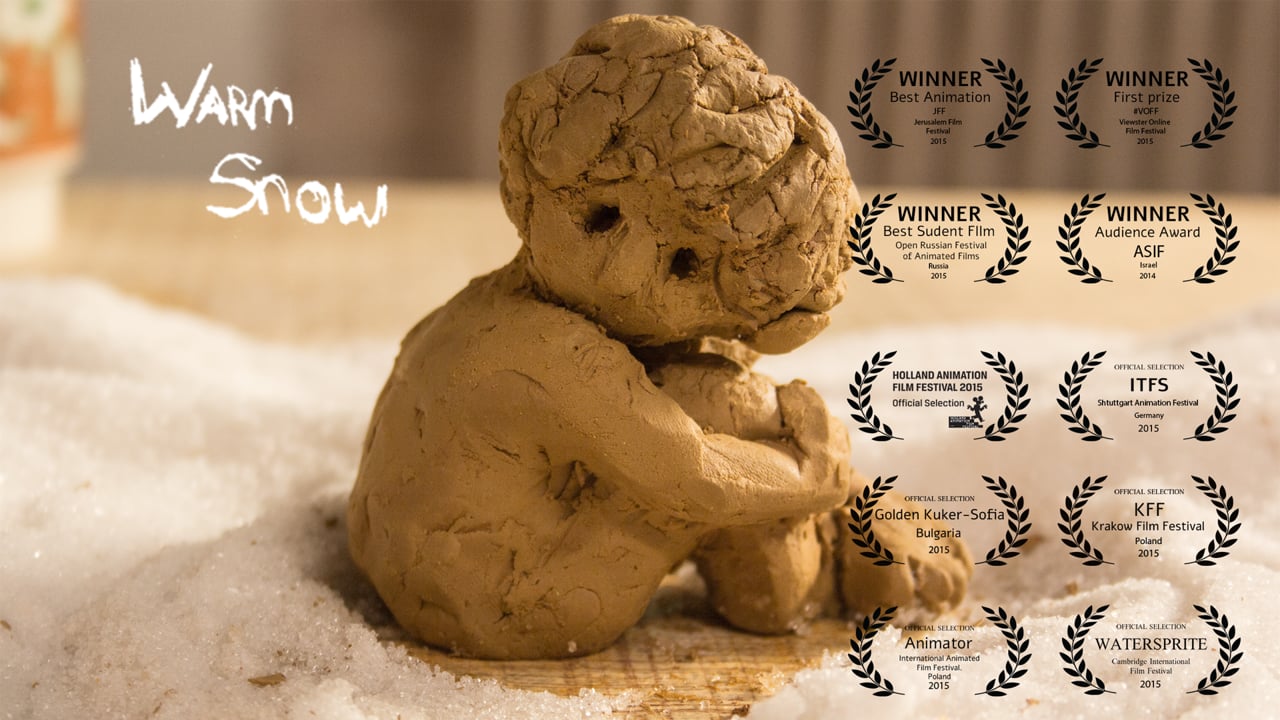 Warm
Snow
WINNER
Best Animation
JFF
Jerusalem Film
Festival
2015
WINNER
First prize
#VOFF
Viewster Online
Film Festival
2015
WINNER
Best Sudent FIlm
Open Russian Festival
of Animated Films
Russia
2015
WINNER
Audience Award
ASIF
Israel
2014
HOLLAND ANIMATION
FILM FESTIVAL 2015
Official Selection
OFFICIAL SELECTION
ITFS
Shtuttgart Animation Festival
Germany
2015
OFFICIAL SELECTION
Golden Kuker-Sofia
Bulgaria
2015
OFFICIAL SELECTION
KFF
Krakow Film Festival
Poland
2015
OFFICIAL SELECTION
Animator
International Animated
Film Festival.
Poland
2015
OFFICIAL SELECTION
WATERSPRITE
Cambridge International
Film Festival
2015